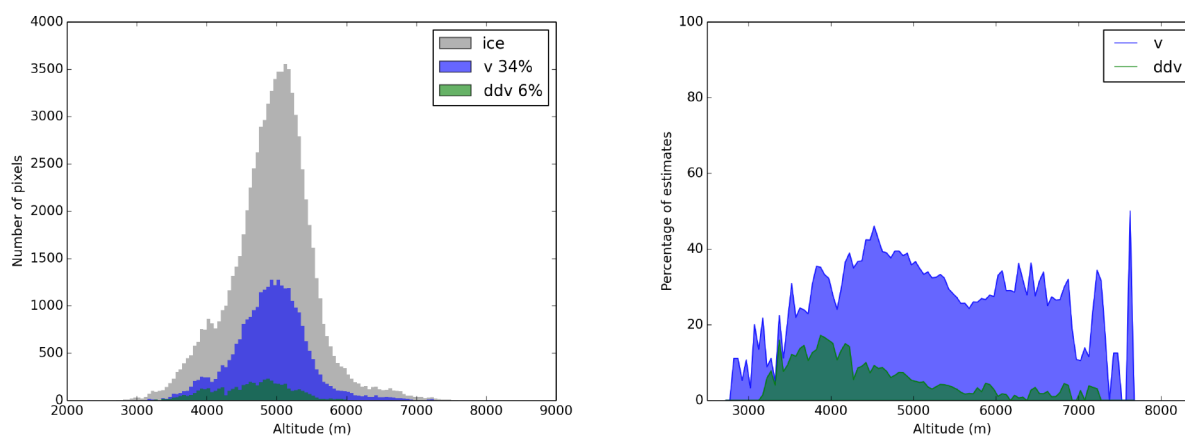 4000
3500
3000
2500
2000
1500
1000
500
0
Number of pixels
ice
v 34%
ddv 6%
2000 3000 4000 5000 6000 7000 8000 9000
Altitude (m)
100
80
60
40
20
0
Percentage of estimates
v
ddv
3000 4000 5000 6000 7000 8000
Altitude (m)